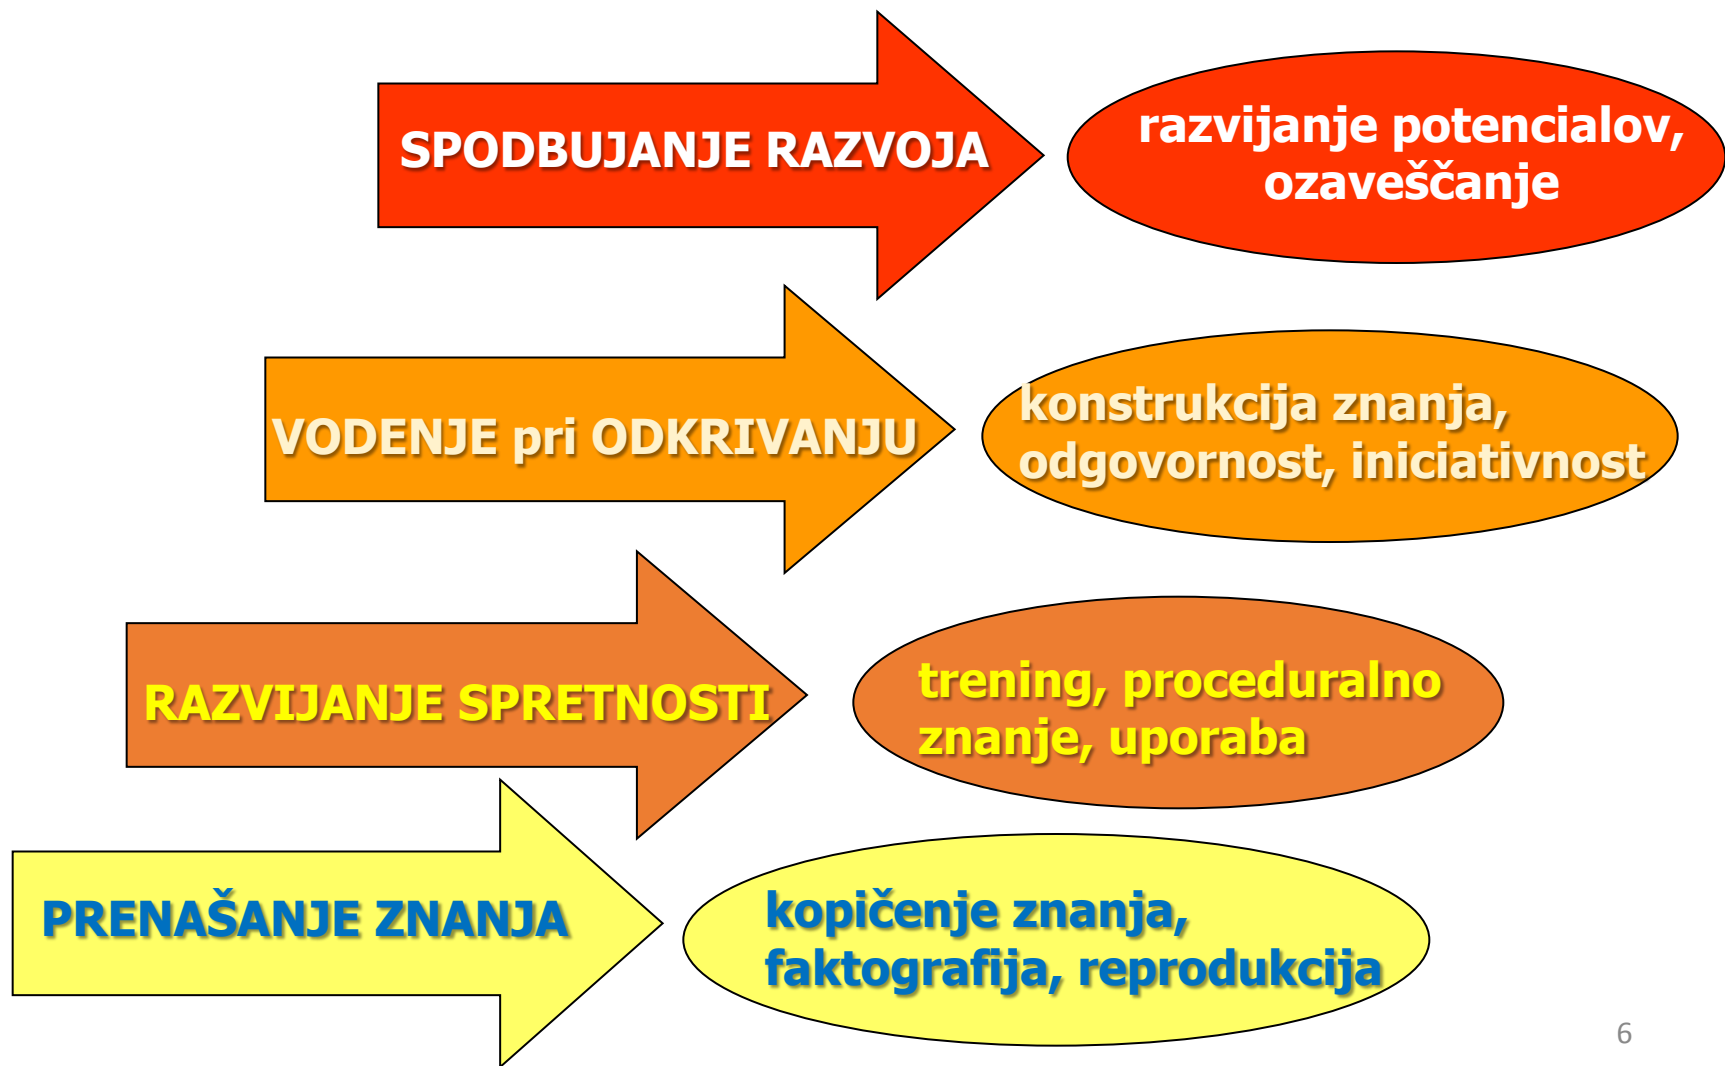 SPODBUJANJE RAZVOJA
razvijanje potencialov,
ozaveščanje
VODENJE pri ODKRIVANJU
konstrukcija znanja,
odgovornost, iniciativnost
RAZVIJANJE SPRETNOSTI
trening, proceduralno
znanje, uporaba
PRENAŠANJE ZNANJA
kopičenje znanja,
faktografija, reprodukcija
6